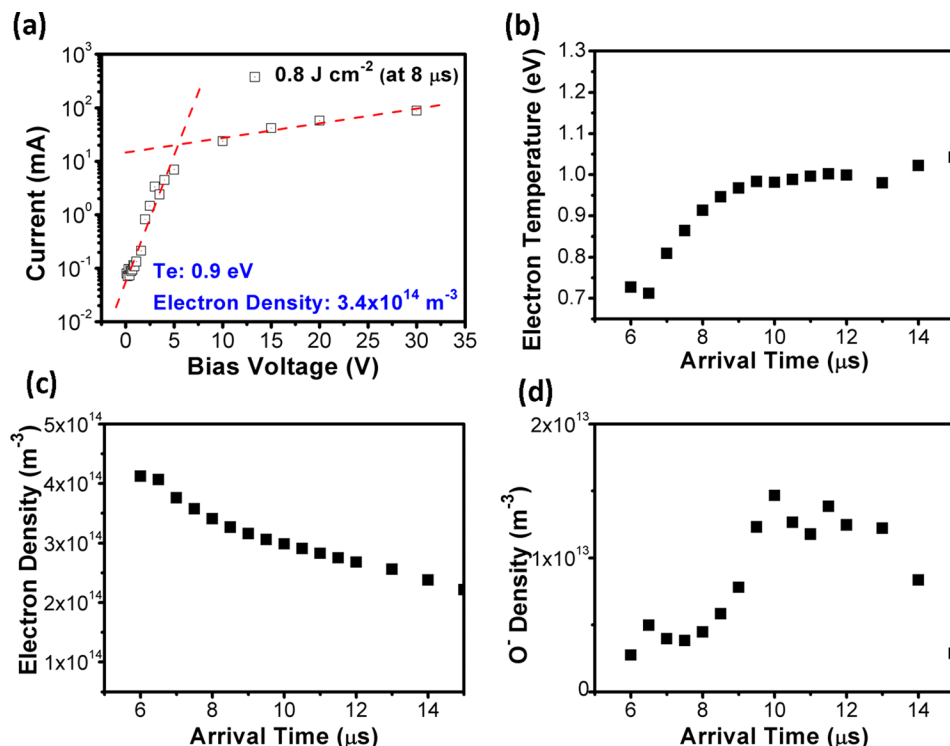 (a)
0.8 J cm⁻² (at 8 μs)
10³
10²
10¹
10⁰
10⁻¹
10⁻²
Current (mA)
Te: 0.9 eV
Electron Density: 3.4x10¹⁴ m⁻³
0 5 10 15 20 25 30 35
Bias Voltage (V)
(b)
1.3
1.2
1.1
1.0
0.9
0.8
0.7
Electron Temperature (eV)
6 8 10 12 14
Arrival Time (μs)
(c)
5x10¹⁴
4x10¹⁴
3x10¹⁴
2x10¹⁴
1x10¹⁴
Electron Density (m⁻³)
6 8 10 12 14
Arrival Time (μs)
(d)
2x10¹³
1x10¹³
0
O⁻ Density (m⁻³)
6 8 10 12 14
Arrival Time (μs)